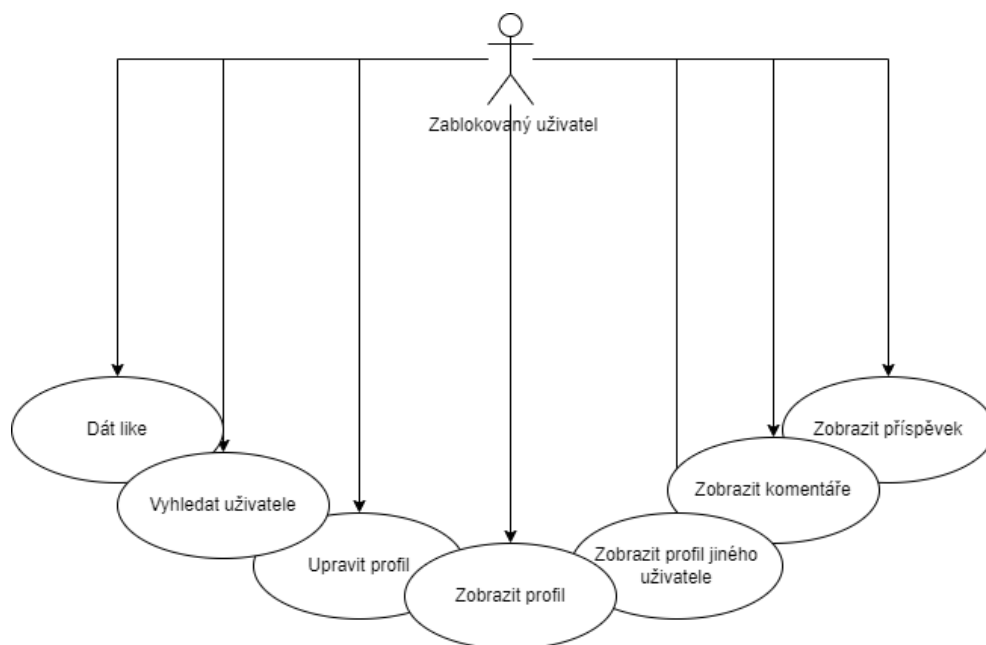 Zablokovaný uživatel
Dát like
Zobrazit příspěvek
Vyhledat uživatele
Zobrazit komentáře
Upravit profil
Zobrazit profil jiného
uživatele
Zobrazit profil